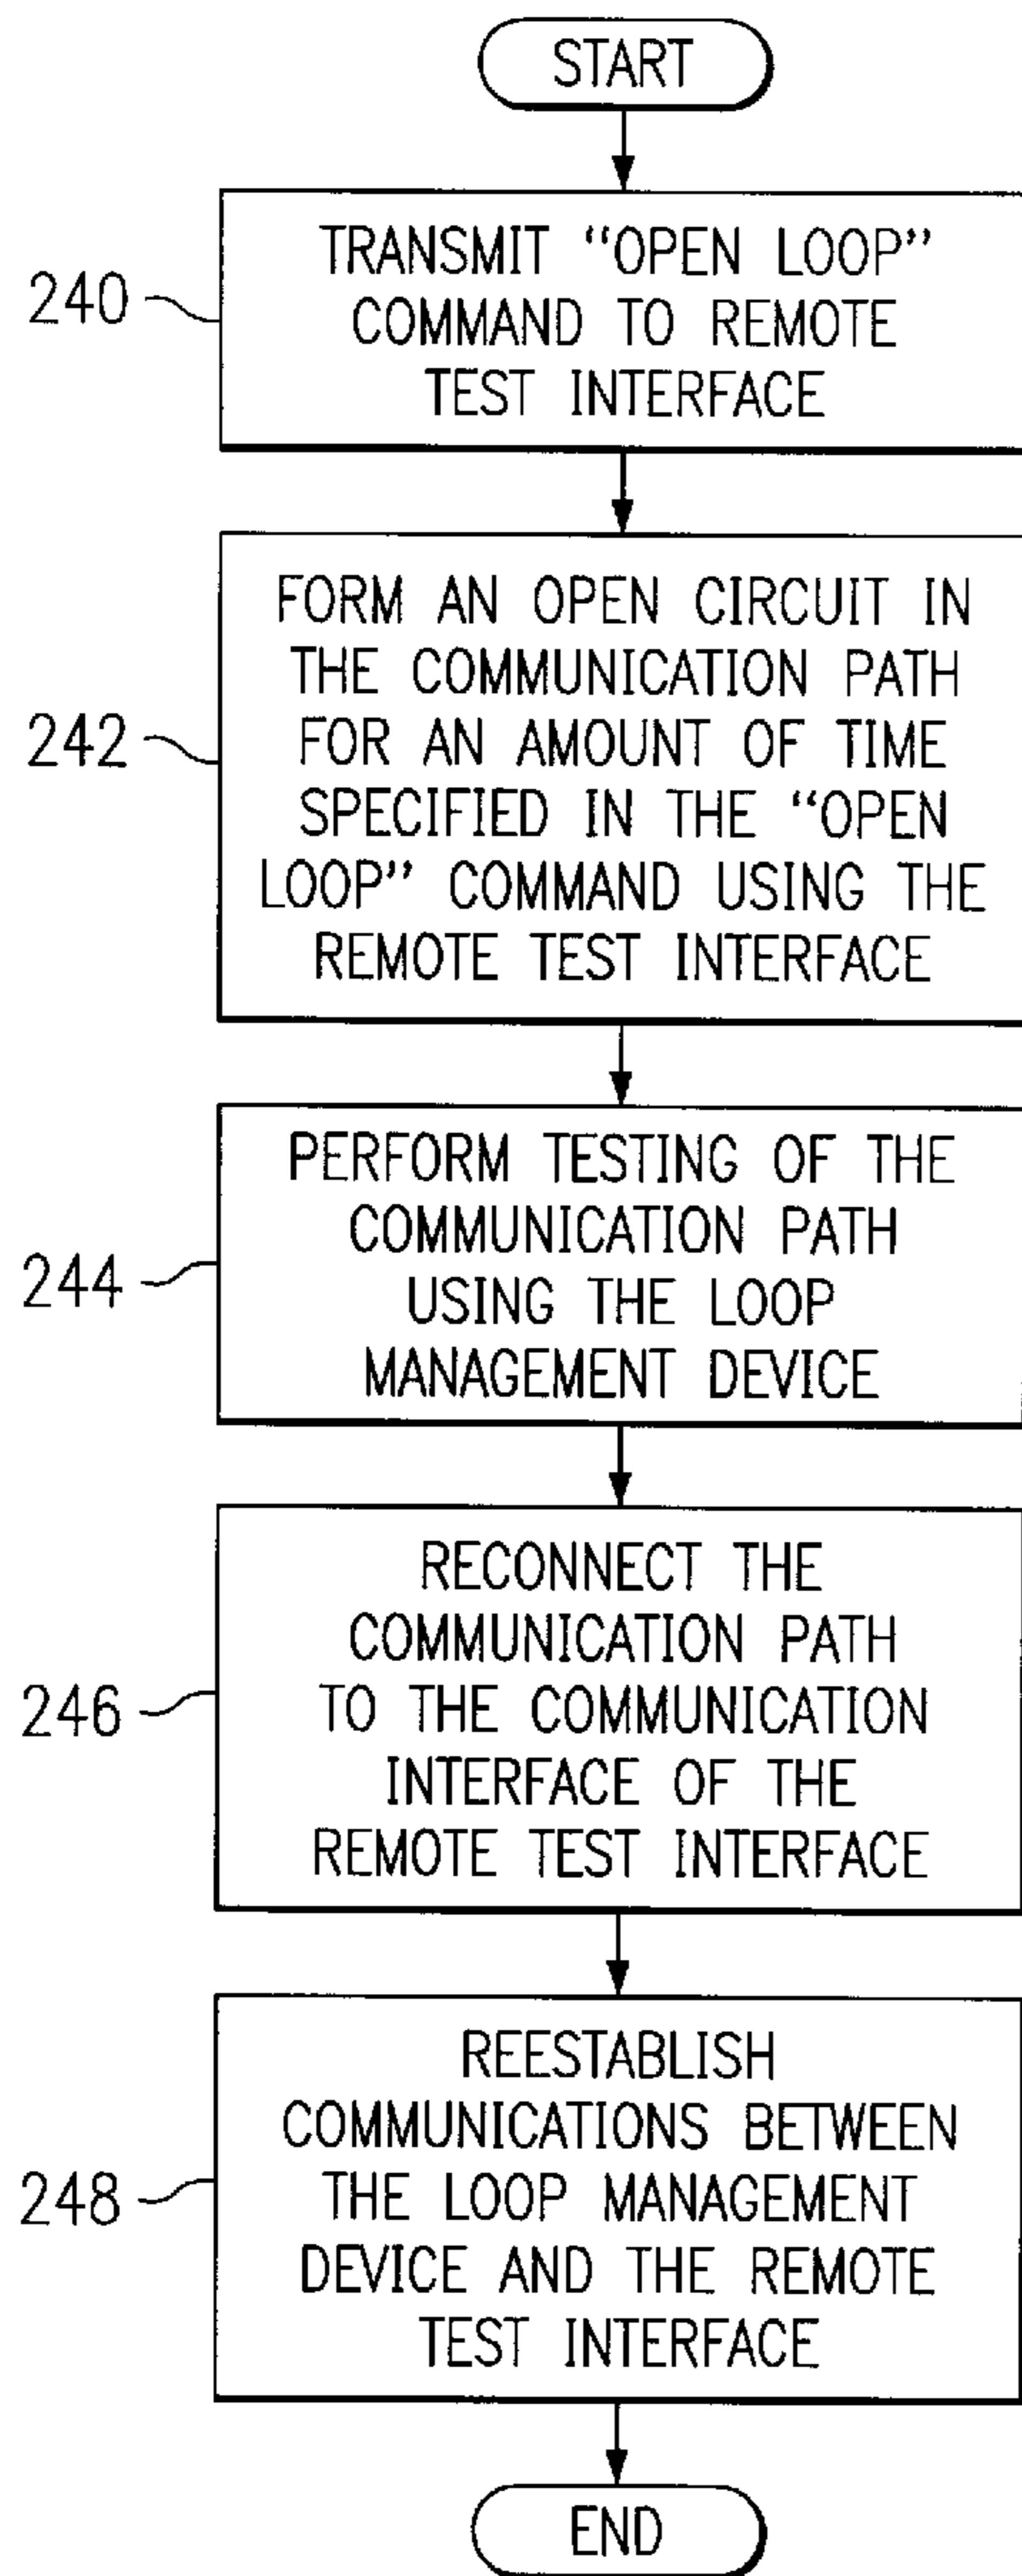 START
240
TRANSMIT “OPEN LOOP”
COMMAND TO REMOTE
TEST INTERFACE
242
FORM AN OPEN CIRCUIT IN
THE COMMUNICATION PATH
FOR AN AMOUNT OF TIME
SPECIFIED IN THE “OPEN
LOOP” COMMAND USING THE
REMOTE TEST INTERFACE
244
PERFORM TESTING OF THE
COMMUNICATION PATH
USING THE LOOP
MANAGEMENT DEVICE
246
RECONNECT THE
COMMUNICATION PATH
TO THE COMMUNICATION
INTERFACE OF THE
REMOTE TEST INTERFACE
248
REESTABLISH
COMMUNICATIONS BETWEEN
THE LOOP MANAGEMENT
DEVICE AND THE REMOTE
TEST INTERFACE
END